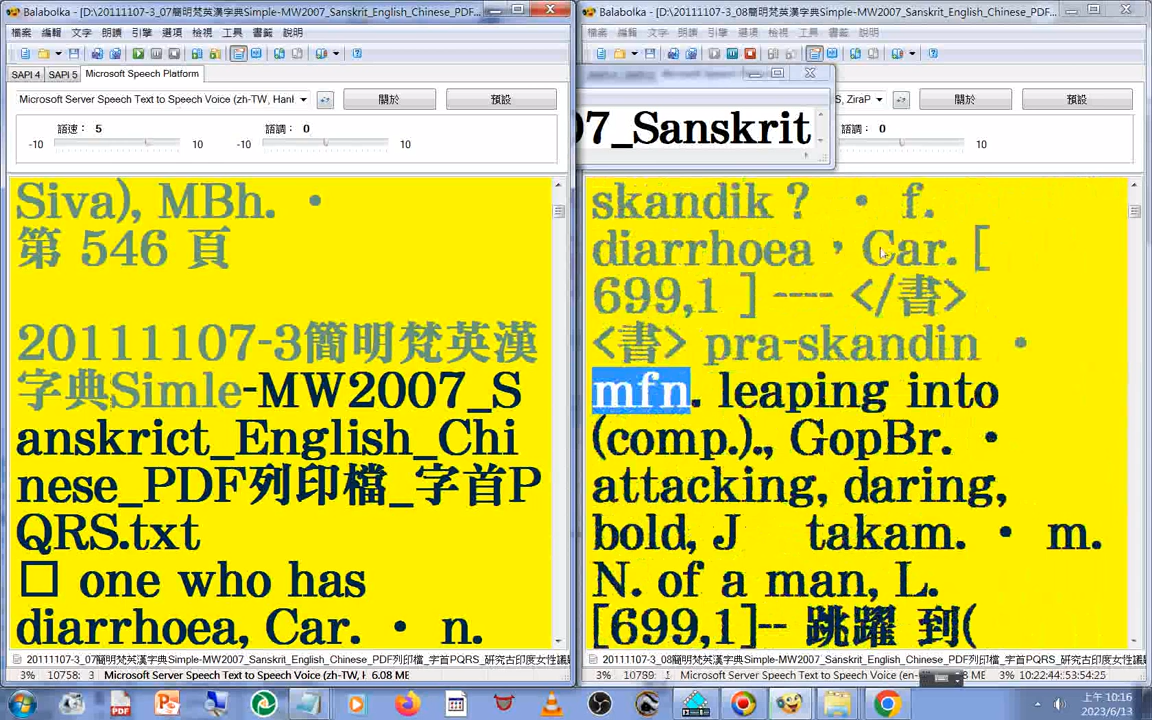 Balabolka - [D:\20111107-3_07簡明梵英漢字典Simple-MW2007_Sanskrit_English_Chinese_PDF...
檔案 編輯 文字 朗讀 引擎 選項 檢視 工具 書籤 說明
SAPI 4 SAPI 5 Microsoft Speech Platform
Microsoft Server Speech Text to Speech Voice (zh-TW, Hanl
關於
預設
語速： 5
語調： 0
-10 10 -10 10
Siva), MBh. •
第 546 頁
20111107-3簡明梵英漢
字典Simle-MW2007_S
anskrict_English_Chi
nese_PDF列印檔_字首P
QRS.txt
□ one who has
diarrhoea, Car. • n.
20111107-3_07簡明梵英漢字典Simple-MW2007_Sanskrit_English_Chinese_PDF列印檔_字首PQRS_研究古印度女性議
3% 10758: 3 Microsoft Server Speech Text to Speech Voice (zh-TW, H 6.08 MB
Balabolka - [D:\20111107-3_08簡明梵英漢字典Simple-MW2007_Sanskrit_English_Chinese_PDF...
檔案 編輯 文字 朗讀 引擎 選項 檢視 工具 書籤 說明
07_Sanskrit
S, ZiraP
關於
預設
語調： 0
10 -10 10
skandik？ • f.
diarrhoea，Car. [
699,1 ] ---- </書>
<書> pra-skandin •
mfn. leaping into
(comp.)., GopBr. •
attacking, daring,
bold, J takam. • m.
N. of a man, L.
[699,1]-- 跳躍 到(
20111107-3_08簡明梵英漢字典Simple-MW2007_Sanskrit_English_Chinese_PDF列印檔_字首PQRS_研究古印度女性議
3% 10789: Microsoft Server Speech Text to Speech Voice (en- 3% 10:22:44:53:54:25
上午 10:16
2023/6/13